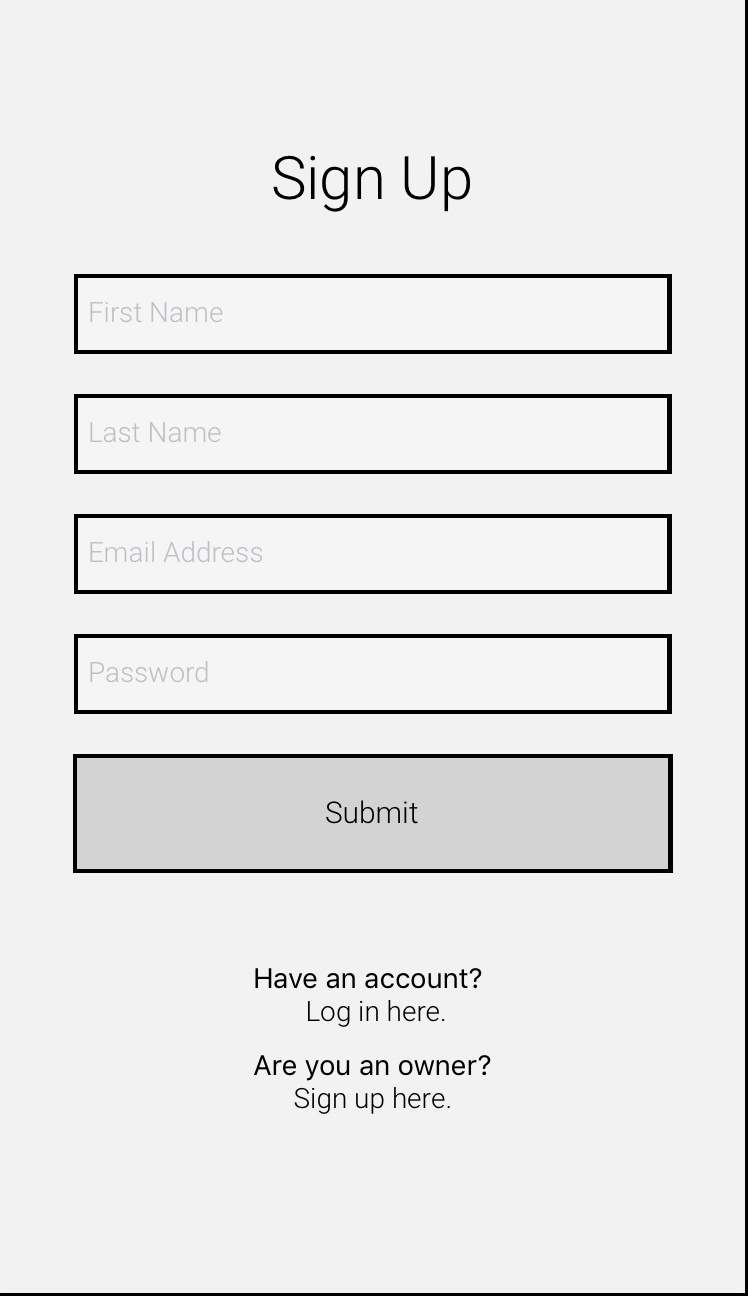 Sign Up
First Name
Last Name
Email Address
Password
Submit
Have an account?
Log in here.
Are you an owner?
Sign up here.